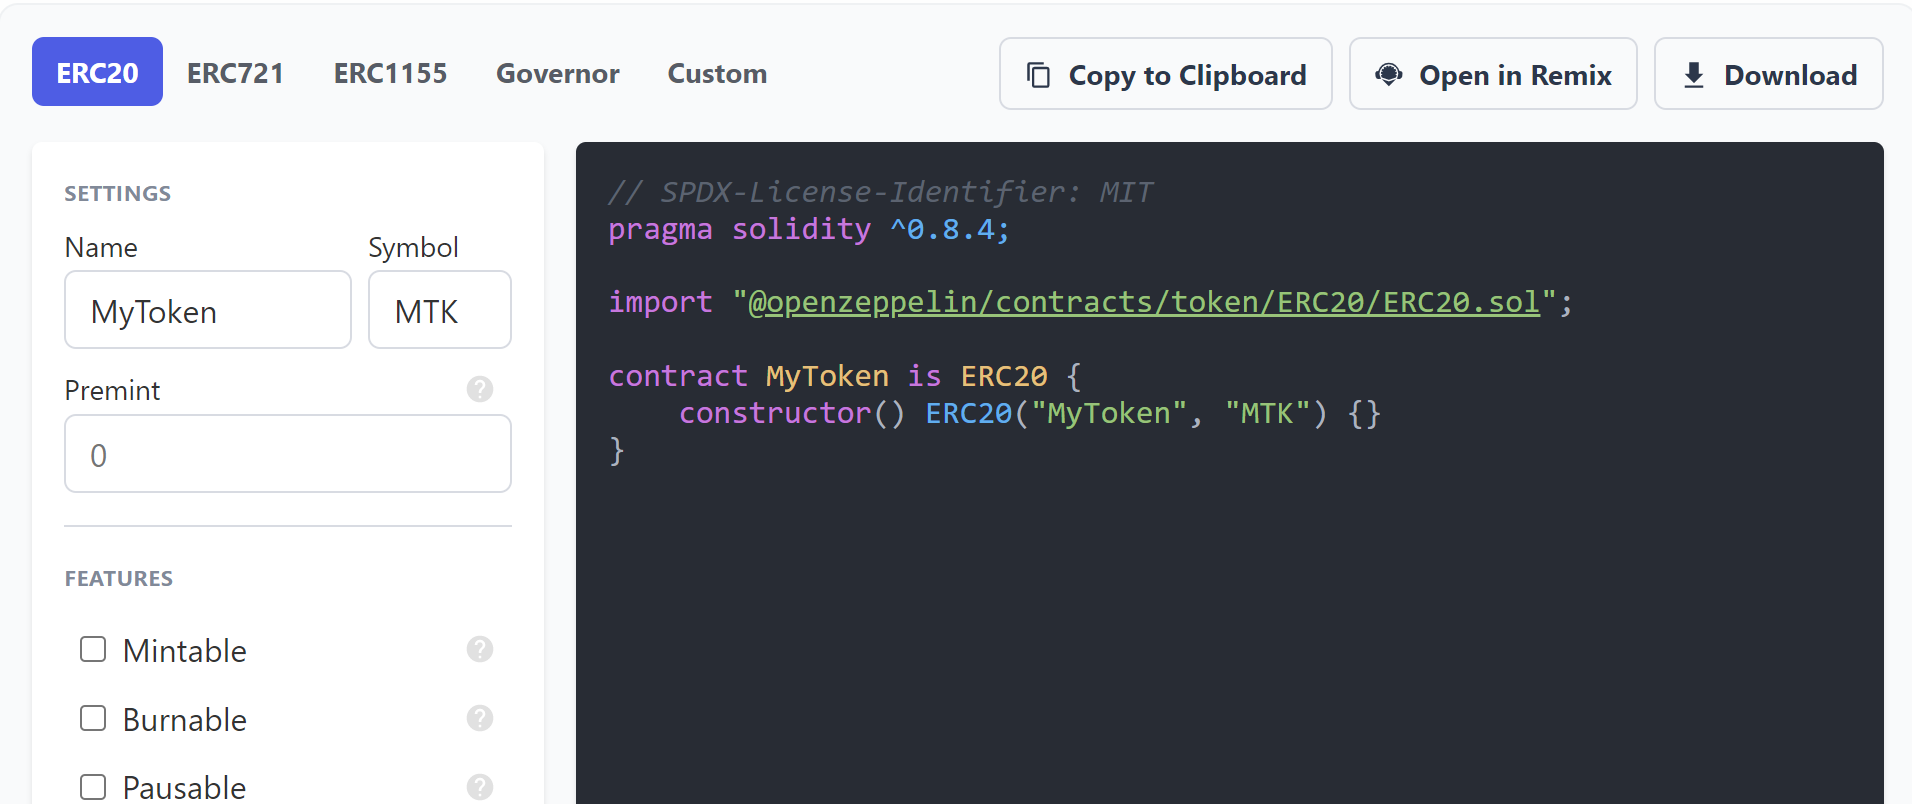 ERC20 ERC721 ERC1155 Governor Custom Copy to Clipboard Open in Remix Download
SETTINGS
Name Symbol
MyToken MTK
Premint ?
0
FEATURES
Mintable ?
Burnable ?
Pausable ?
// SPDX-License-Identifier: MIT
pragma solidity ^0.8.4;
import "@openzeppelin/contracts/token/ERC20/ERC20.sol";
contract MyToken is ERC20 {
    constructor() ERC20("MyToken", "MTK") {}
}